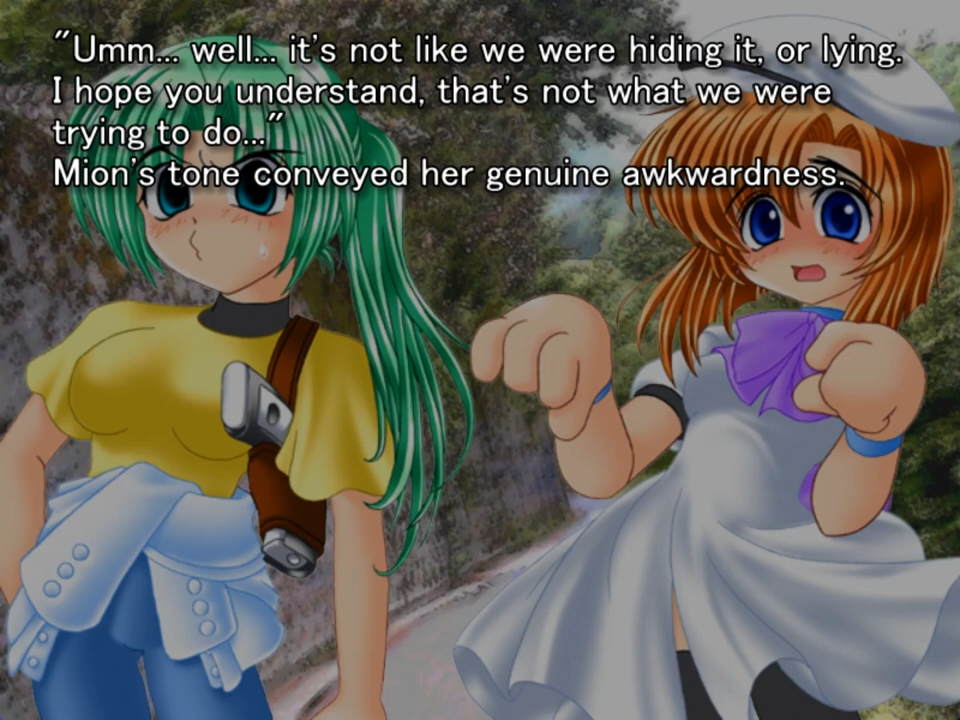 "Umm... well... it's not like we were hiding it, or lying.
I hope you understand, that's not what we were
trying to do..."
Mion's tone conveyed her genuine awkwardness.